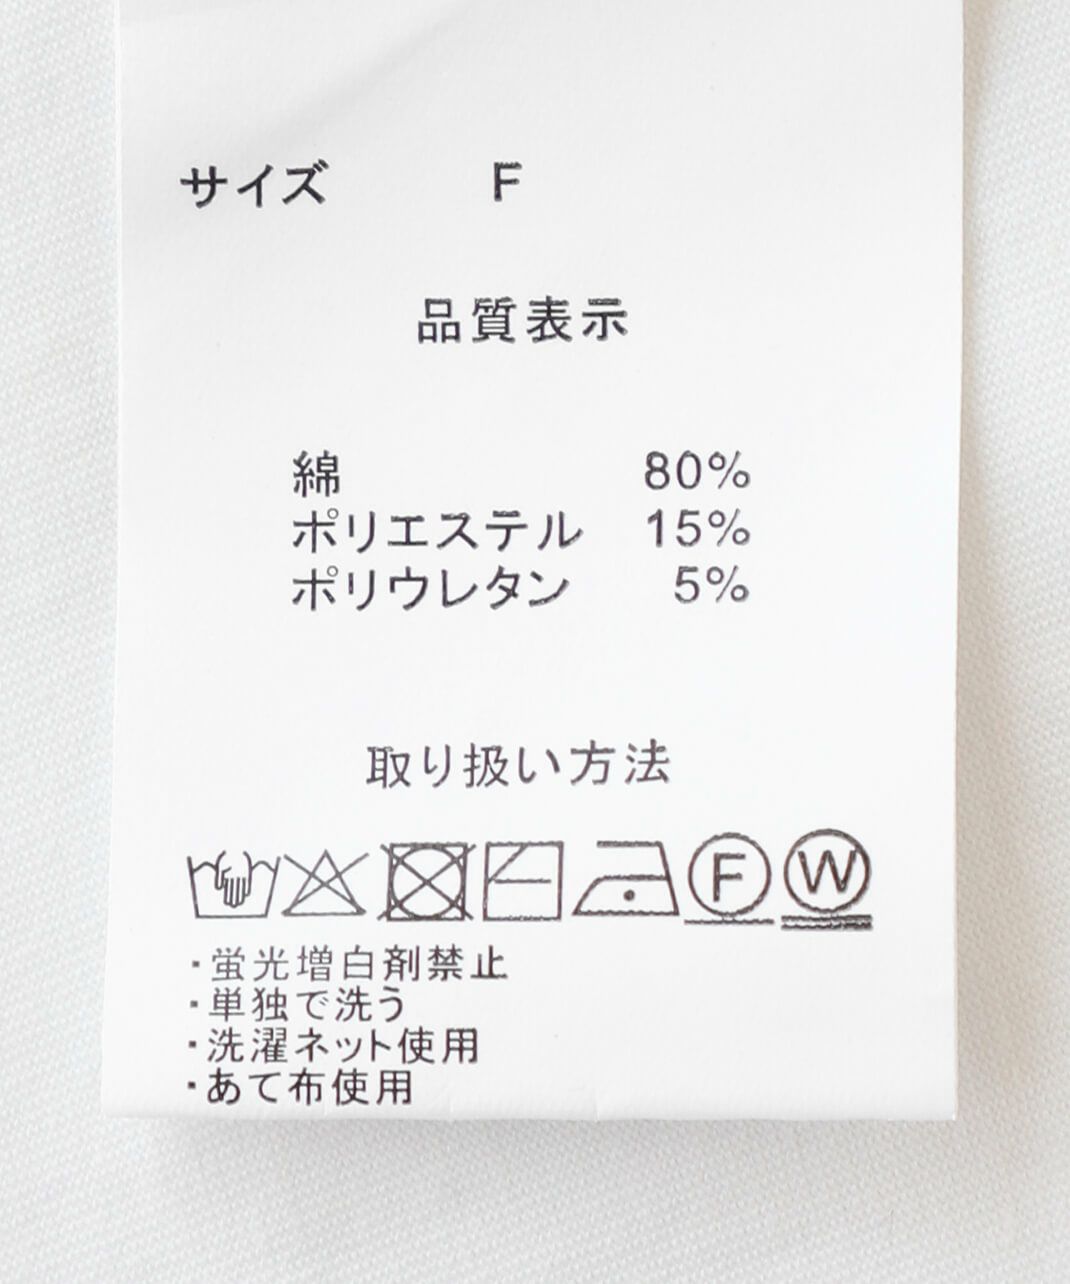 サイズ F
品質表示
綿 80%
ポリエステル 15%
ポリウレタン 5%
取り扱い方法
F W
・蛍光増白剤禁止
・単独で洗う
・洗濯ネット使用
・あて布使用